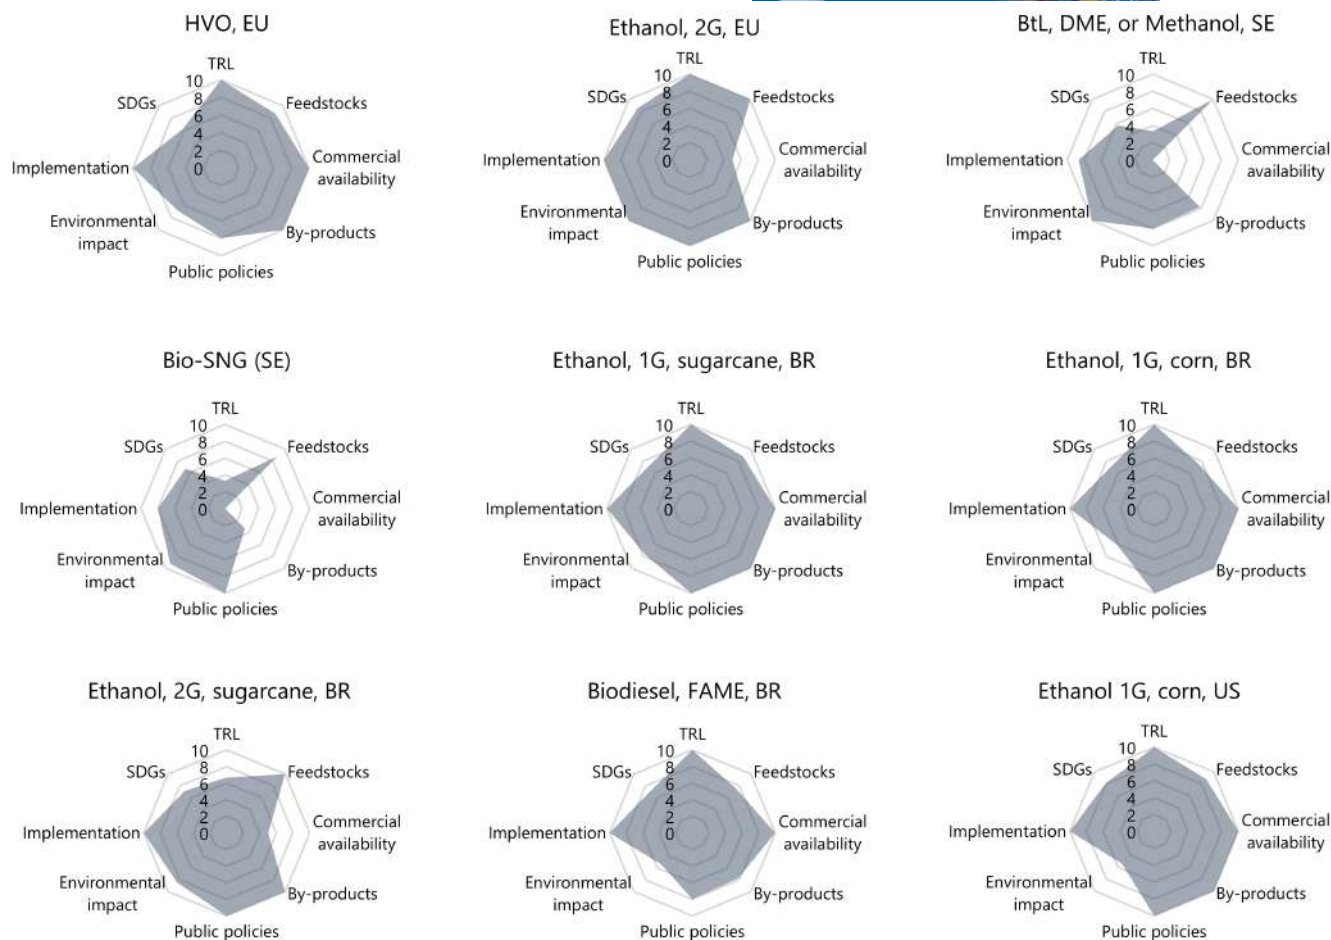 HVO, EU
TRL
10
8
6
4
2
0
SDGs
Feedstocks
Implementation
Commercial
availability
Environmental
impact
By-products
Public policies
Ethanol, 2G, EU
TRL
10
8
6
4
2
0
SDGs
Feedstocks
Implementation
Commercial
availability
Environmental
impact
By-products
Public policies
BtL, DME, or Methanol, SE
TRL
10
8
6
4
2
0
SDGs
Feedstocks
Implementation
Commercial
availability
Environmental
impact
By-products
Public policies
Bio-SNG (SE)
TRL
10
8
6
4
2
0
SDGs
Feedstocks
Implementation
Commercial
availability
Environmental
impact
By-products
Public policies
Ethanol, 1G, sugarcane, BR
TRL
10
8
6
4
2
0
SDGs
Feedstocks
Implementation
Commercial
availability
Environmental
impact
By-products
Public policies
Ethanol, 1G, corn, BR
TRL
10
8
6
4
2
0
SDGs
Feedstocks
Implementation
Commercial
availability
Environmental
impact
By-products
Public policies
Ethanol, 2G, sugarcane, BR
TRL
10
8
6
4
2
0
SDGs
Feedstocks
Implementation
Commercial
availability
Environmental
impact
By-products
Public policies
Biodiesel, FAME, BR
TRL
10
8
6
4
2
0
SDGs
Feedstocks
Implementation
Commercial
availability
Environmental
impact
By-products
Public policies
Ethanol 1G, corn, US
TRL
10
8
6
4
2
0
SDGs
Feedstocks
Implementation
Commercial
availability
Environmental
impact
By-products
Public policies